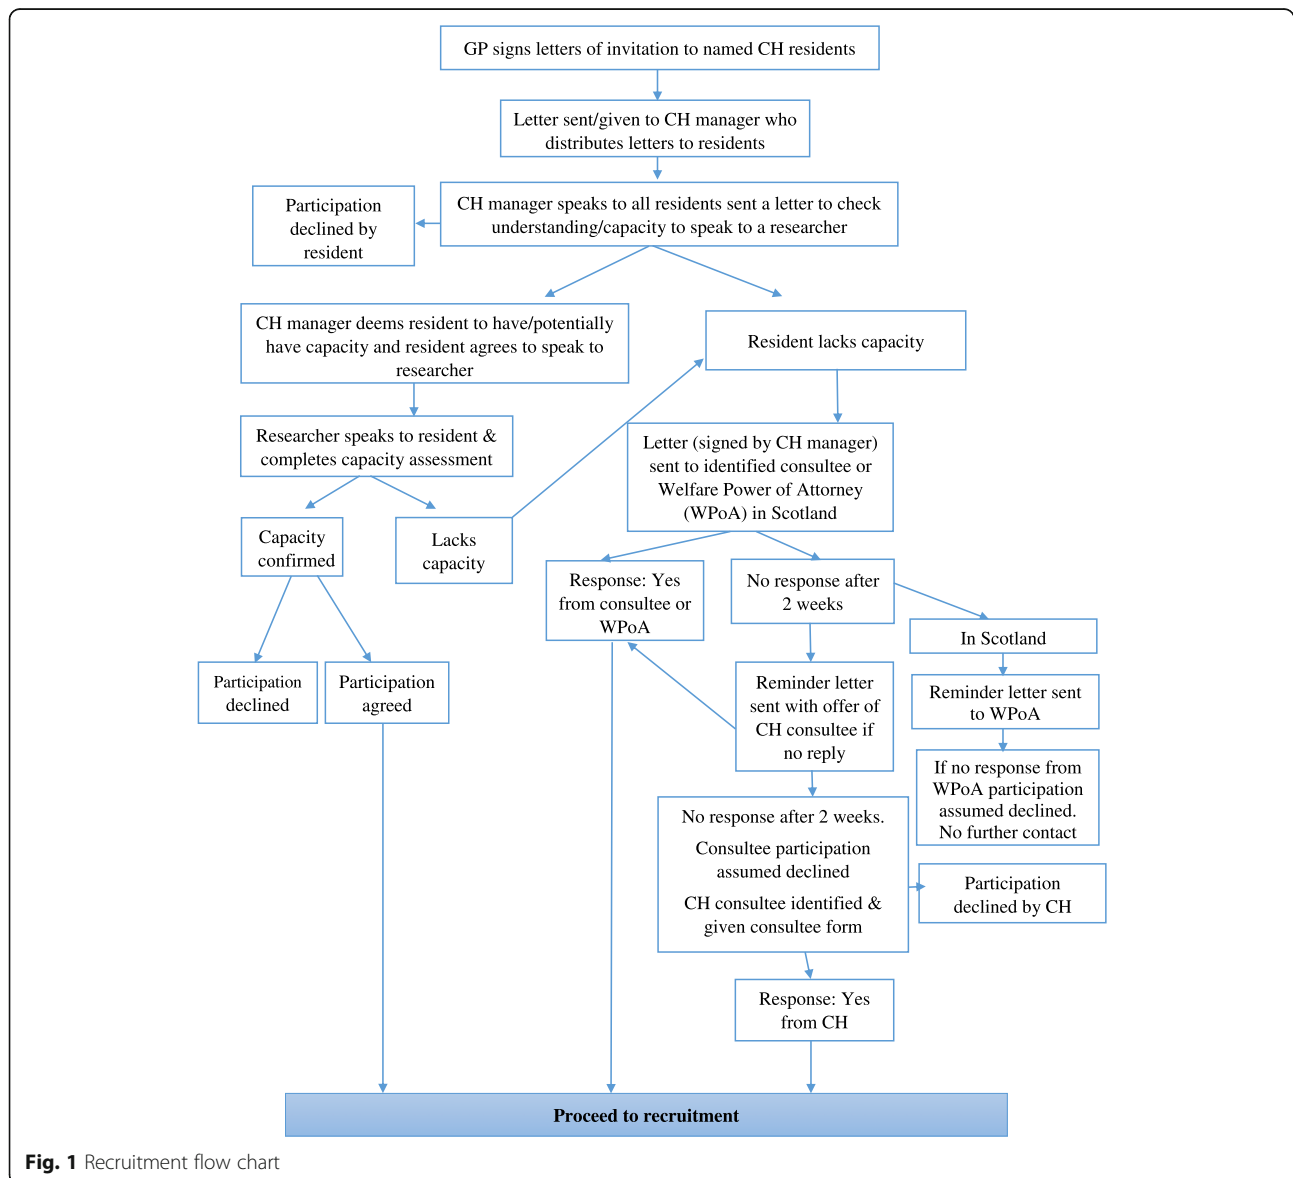 GP signs letters of invitation to named CH residents
Letter sent/given to CH manager who
distributes letters to residents
CH manager speaks to all residents sent a letter to check
understanding/capacity to speak to a researcher
Participation
declined by
resident
CH manager deems resident to have/potentially
have capacity and resident agrees to speak to
researcher
Resident lacks capacity
Researcher speaks to resident &
completes capacity assessment
Letter (signed by CH manager)
sent to identified consultee or
Welfare Power of Attorney
(WPoA) in Scotland
Capacity
confirmed
Lacks
capacity
Response: Yes
from consultee or
WPoA
No response after
2 weeks
In Scotland
Participation
declined
Participation
agreed
Reminder letter
sent with offer of
CH consultee if
no reply
Reminder letter sent
to WPoA
If no response from
WPoA participation
assumed declined.
No further contact
No response after 2 weeks.
Consultee participation
assumed declined
CH consultee identified &
given consultee form
Participation
declined by CH
Response: Yes
from CH
Proceed to recruitment
Fig. 1 Recruitment flow chart